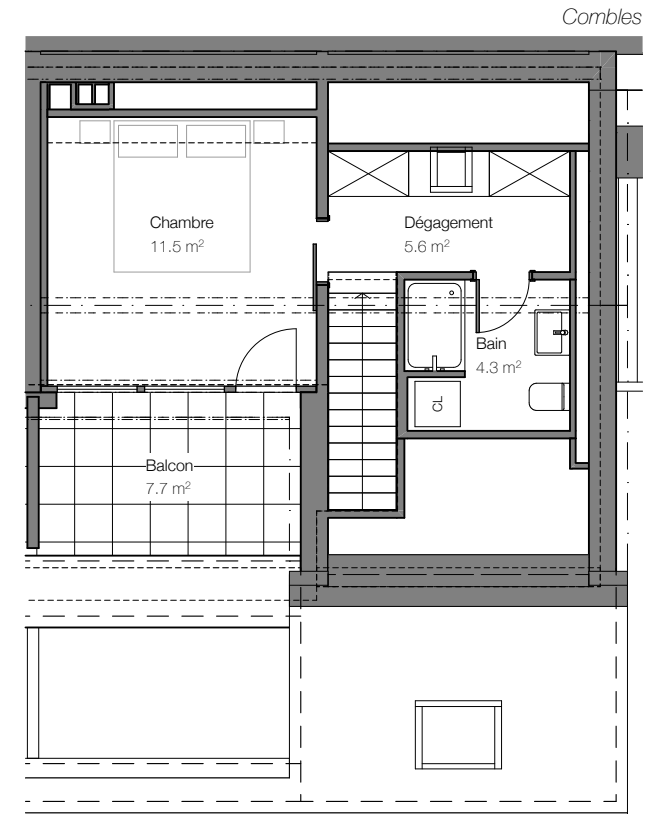 Combles
Chambre
11.5 m²
Dégagement
5.6 m²
Bain
4.3 m²
CL
Balcon
7.7 m²